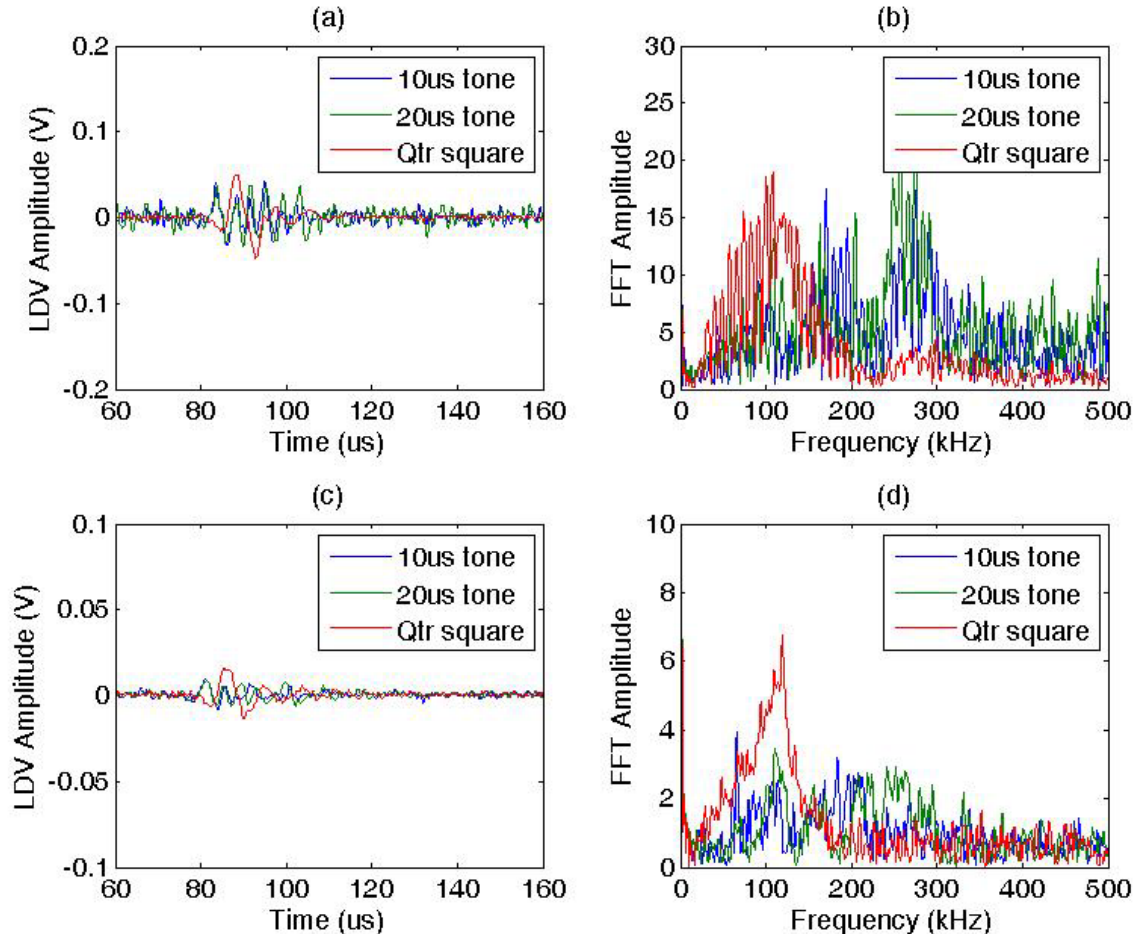 (a)
0.2
0.1
0
-0.1
-0.2
LDV Amplitude (V)
60 80 100 120 140 160
Time (us)
10us tone
20us tone
Qtr square
(b)
30
25
20
15
10
5
0
FFT Amplitude
0 100 200 300 400 500
Frequency (kHz)
10us tone
20us tone
Qtr square
(c)
0.1
0.05
0
-0.05
-0.1
LDV Amplitude (V)
60 80 100 120 140 160
Time (us)
10us tone
20us tone
Qtr square
(d)
10
8
6
4
2
0
FFT Amplitude
0 100 200 300 400 500
Frequency (kHz)
10us tone
20us tone
Qtr square